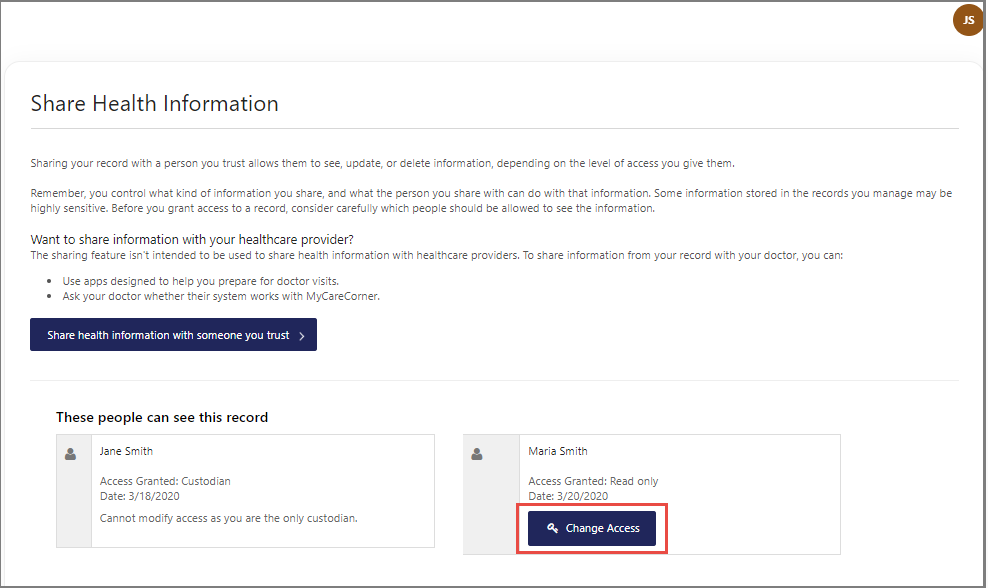 JS
Share Health Information
Sharing your record with a person you trust allows them to see, update, or delete information, depending on the level of access you give them.
Remember, you control what kind of information you share, and what the person you share with can do with that information. Some information stored in the records you manage may be
highly sensitive. Before you grant access to a record, consider carefully which people should be allowed to see the information.
Want to share information with your healthcare provider?
The sharing feature isn't intended to be used to share health information with healthcare providers. To share information from your record with your doctor, you can:
• Use apps designed to help you prepare for doctor visits.
• Ask your doctor whether their system works with MyCareCorner.
Share health information with someone you trust >
These people can see this record
Jane Smith
Access Granted: Custodian
Date: 3/18/2020
Cannot modify access as you are the only custodian.
Maria Smith
Access Granted: Read only
Date: 3/20/2020
Change Access